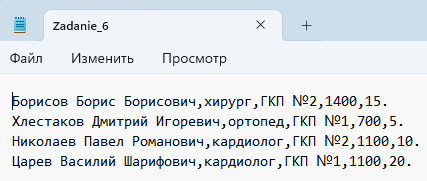 Zadanie_6
Файл Изменить Просмотр
Борисов Борис Борисович,хирург,ГКП №2,1400,15.
Хлестаков Дмитрий Игоревич,ортопед,ГКП №1,700,5.
Николаев Павел Романович,кардиолог,ГКП №2,1100,10.
Царев Василий Шарифович,кардиолог,ГКП №1,1100,20.